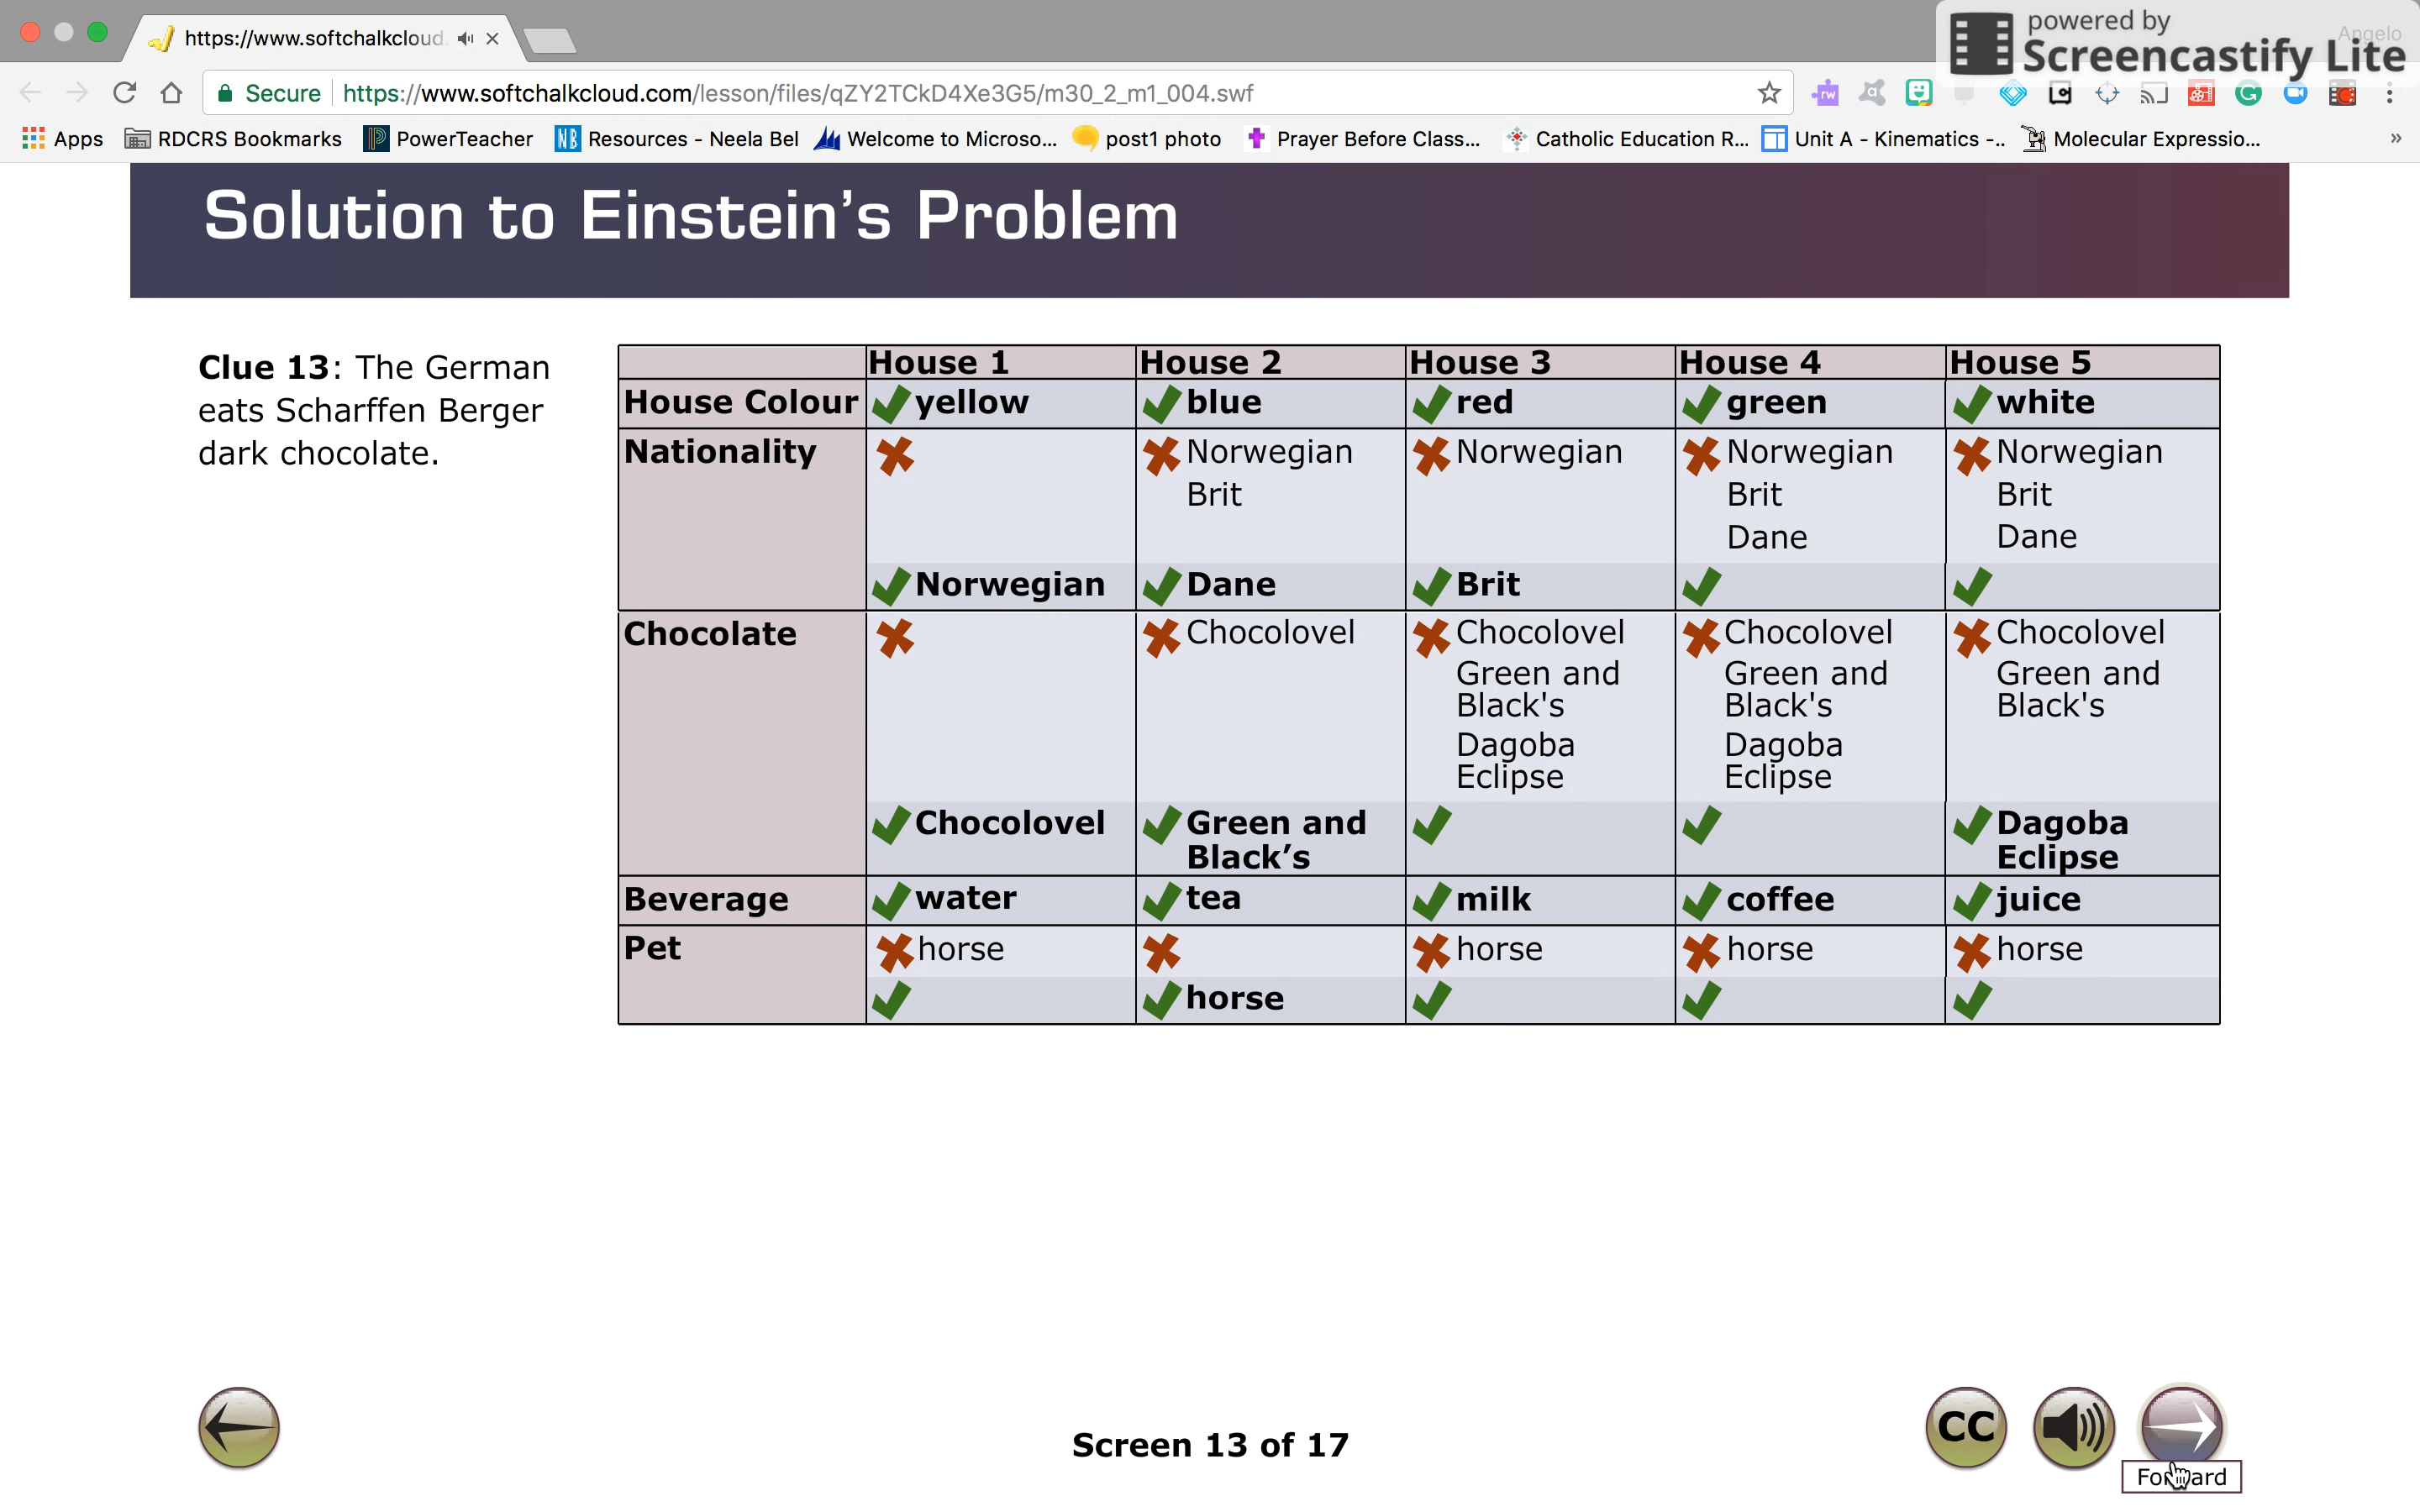 https://www.softchalkcloud.
powered by
Screencastify Lite
Angelo
Secure https://www.softchalkcloud.com/lesson/files/qZY2TCkD4Xe3G5/m30_2_m1_004.swf
Apps RDCRS Bookmarks PowerTeacher NB Resources - Neela Bel Welcome to Microso... post1 photo Prayer Before Class... Catholic Education R... Unit A - Kinematics -.. Molecular Expressio... »
Solution to Einstein's Problem
Clue 13: The German
eats Scharffen Berger
dark chocolate.
House 1 House 2 House 3 House 4 House 5
House Colour yellow blue red green white
Nationality Norwegian Norwegian Norwegian Norwegian
Brit Brit Brit
Dane Dane
Norwegian Dane Brit
Chocolate Chocolovel Chocolovel Chocolovel Chocolovel
Green and Green and Green and
Black's Black's Black's
Dagoba Dagoba
Eclipse Eclipse
Chocolovel Green and Dagoba
Black’s Eclipse
Beverage water tea milk coffee juice
Pet horse horse horse horse
horse
CC
Screen 13 of 17